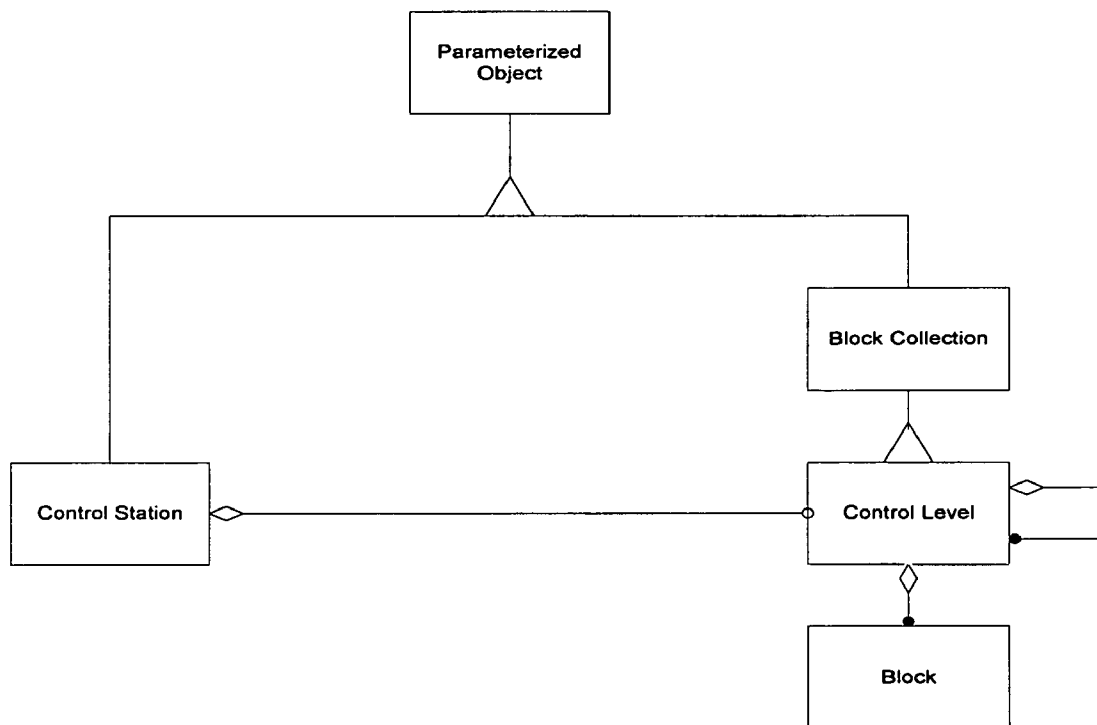 Parameterized
Object
Block Collection
Control Station
Control Level
Block